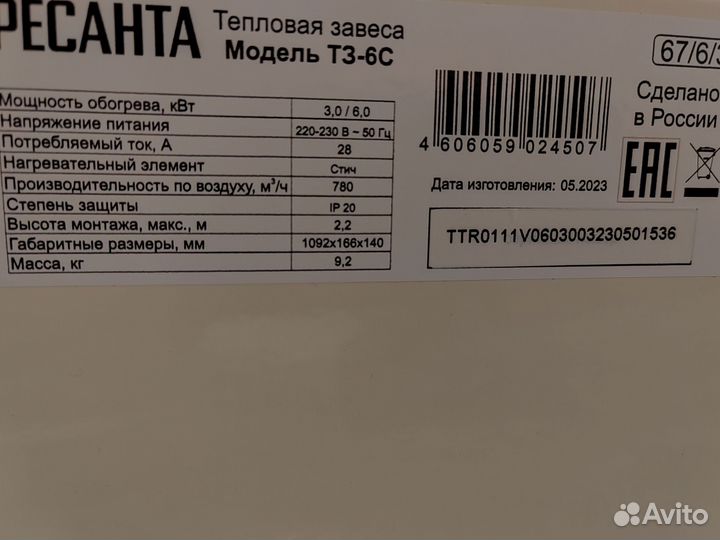 РЕСАНТА
Тепловая завеса
Модель ТЗ-6С
67/6/3
Мощность обогрева, кВт 3,0 / 6,0
Напряжение питания 220-230 В ~ 50 Гц
Потребляемый ток, А 28
Нагревательный элемент Стич
Производительность по воздуху, м³/ч 780
Степень защиты IP 20
Высота монтажа, макс., м 2,2
Габаритные размеры, мм 1092x166x140
Масса, кг 9,2
4 606059 024507
Сделано
в России
EAC
Дата изготовления: 05.2023
TTR0111V0603003230501536
Avito